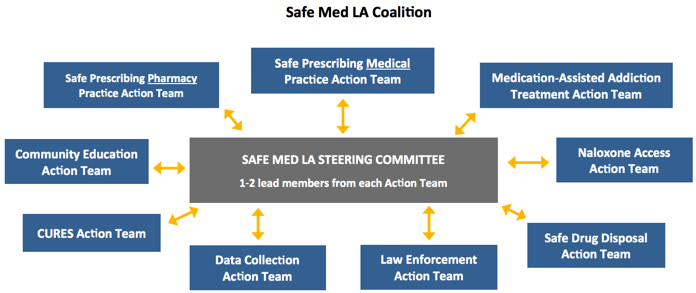 Safe Med LA Coalition
Safe Prescribing Pharmacy
Practice Action Team
Safe Prescribing Medical
Practice Action Team
Medication-Assisted Addiction
Treatment Action Team
Community Education
Action Team
SAFE MED LA STEERING COMMITTEE
1-2 lead members from each Action Team
Naloxone Access
Action Team
CURES Action Team
Data Collection
Action Team
Law Enforcement
Action Team
Safe Drug Disposal
Action Team